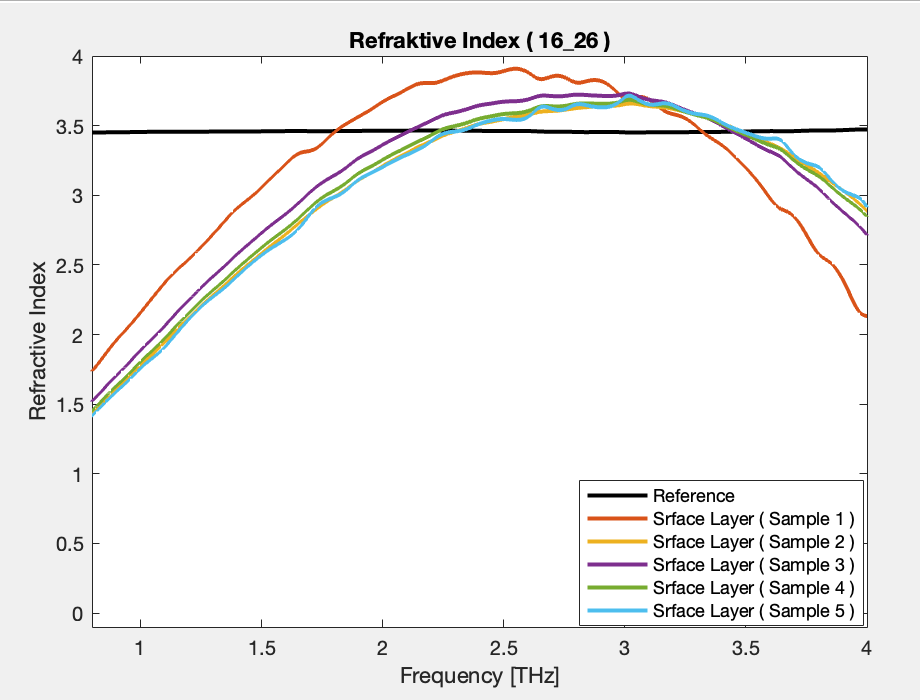 Refraktive Index ( 16_26 )
4
3.5
3
2.5
2
1.5
1
0.5
0
Refractive Index
Reference
Srface Layer ( Sample 1 )
Srface Layer ( Sample 2 )
Srface Layer ( Sample 3 )
Srface Layer ( Sample 4 )
Srface Layer ( Sample 5 )
1 1.5 2 2.5 3 3.5 4
Frequency [THz]